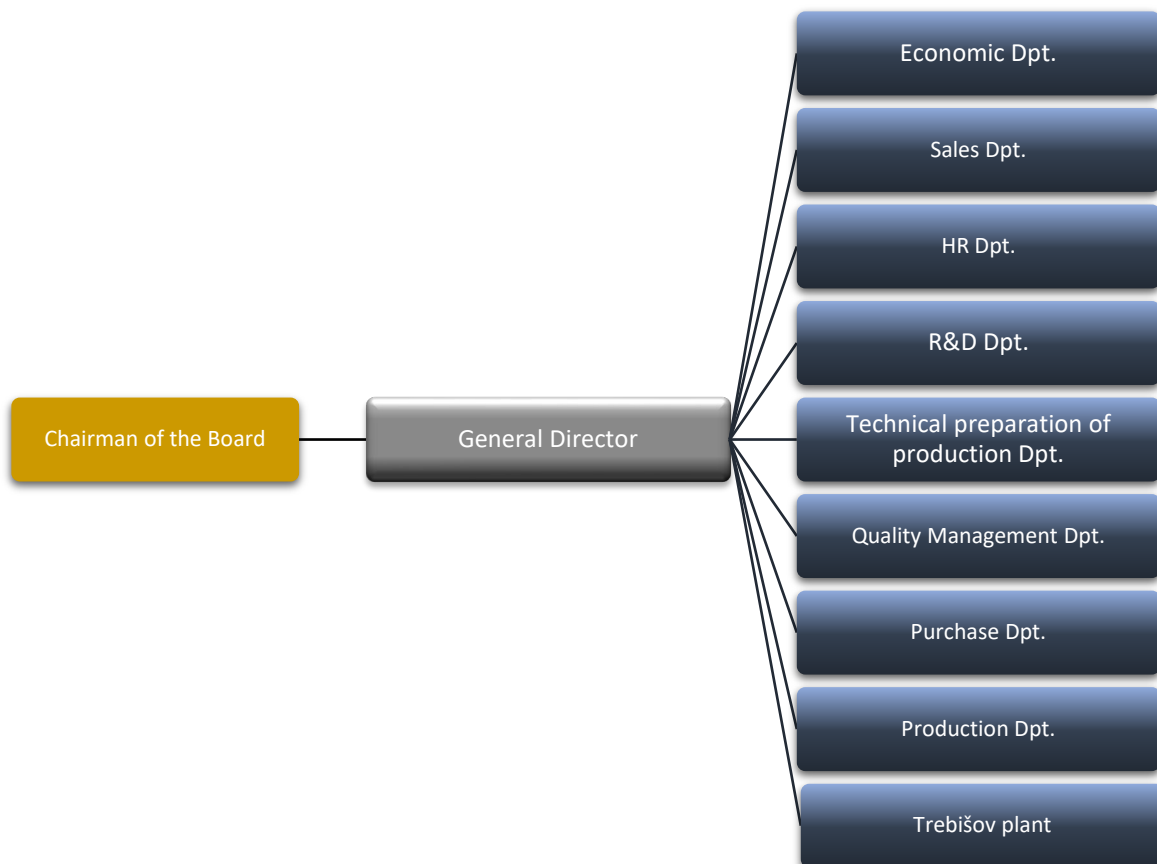 Chairman of the Board
General Director
Economic Dpt.
Sales Dpt.
HR Dpt.
R&D Dpt.
Technical preparation of
production Dpt.
Quality Management Dpt.
Purchase Dpt.
Production Dpt.
Trebišov plant